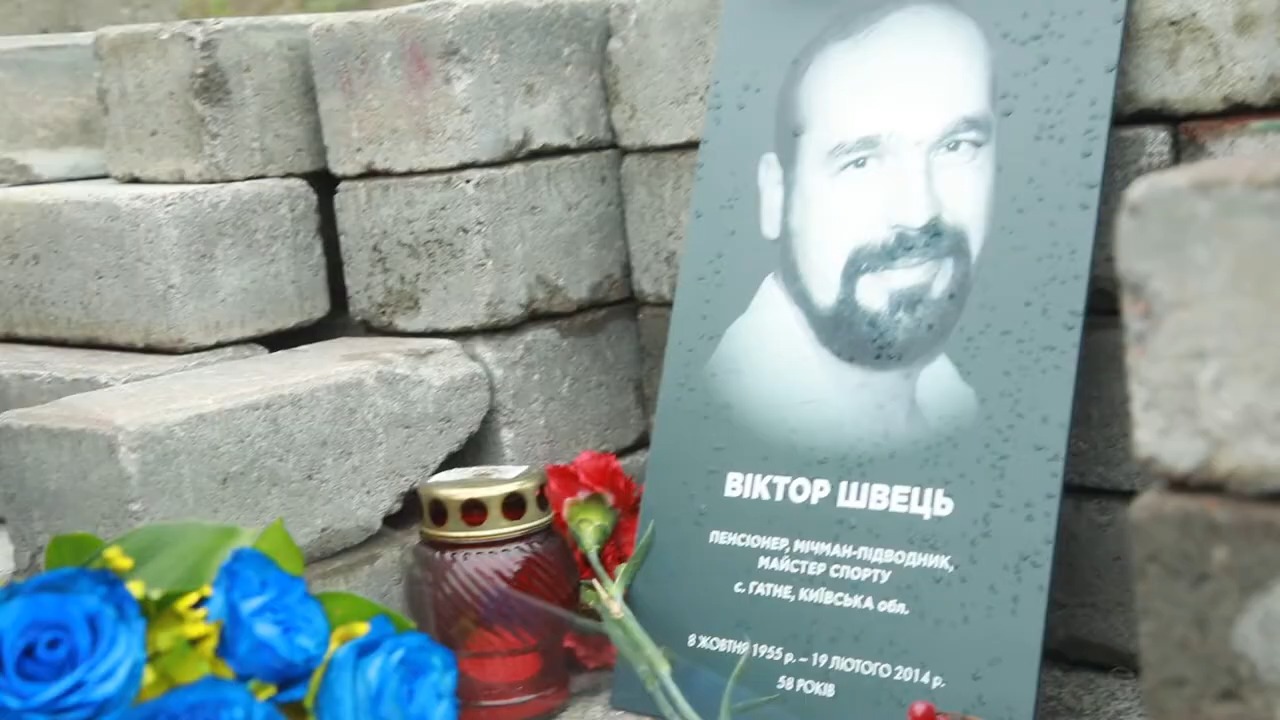 ВІКТОР ШВЕЦЬ
ПЕНСІОНЕР, МІЧМАН-ПІДВОДНИК,
МАЙСТЕР СПОРТУ
с. ГАТНЕ, КИЇВСЬКА обл.
8 ЖОВТНЯ 1955 р. – 19 ЛЮТОГО 2014 р.
58 РОКІВ